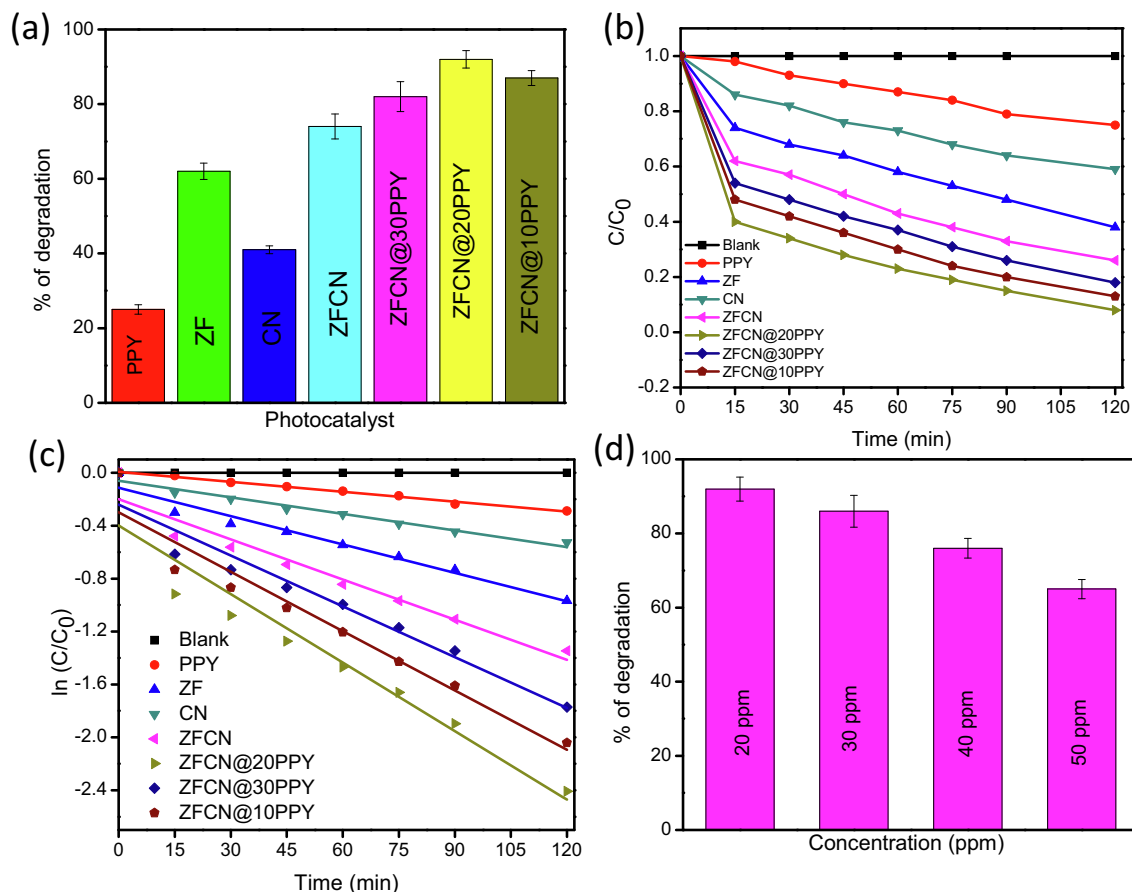 (a)
100
80
60
40
20
0
% of degradation
PPY
ZF
CN
ZFCN
ZFCN@30PPY
ZFCN@20PPY
ZFCN@10PPY
Photocatalyst
(b)
1.0
0.8
0.6
0.4
0.2
0.0
-0.2
C/C0
Blank
PPY
ZF
CN
ZFCN
ZFCN@20PPY
ZFCN@30PPY
ZFCN@10PPY
0 15 30 45 60 75 90 105 120
Time (min)
(c)
0.0
-0.4
-0.8
-1.2
-1.6
-2.0
-2.4
ln (C/C0)
Blank
PPY
ZF
CN
ZFCN
ZFCN@20PPY
ZFCN@30PPY
ZFCN@10PPY
0 15 30 45 60 75 90 105 120
Time (min)
(d)
100
80
60
40
20
0
% of degradation
20 ppm
30 ppm
40 ppm
50 ppm
Concentration (ppm)